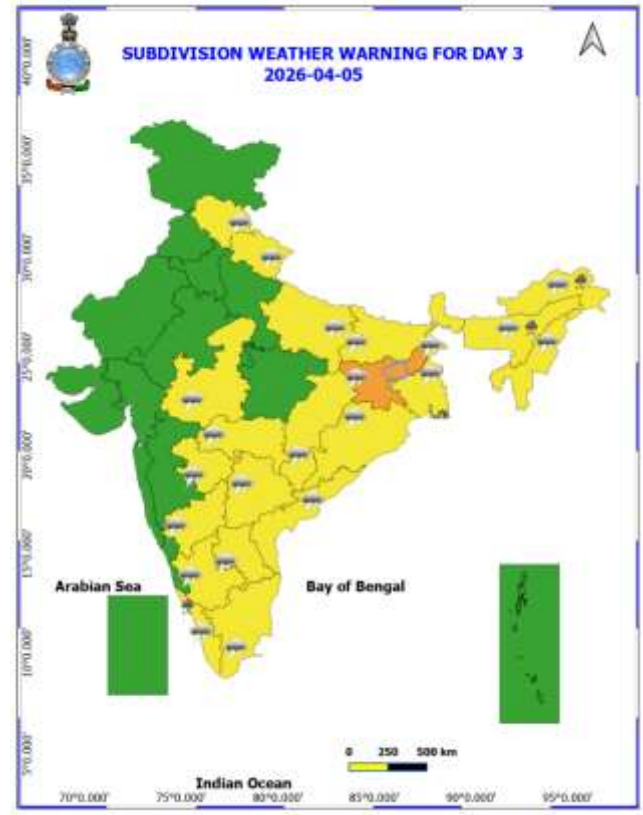 SUBDIVISION WEATHER WARNING FOR DAY 3
2026-04-05
40°0.000'
35°0.000'
30°0.000'
25°0.000'
20°0.000'
15°0.000'
Arabian Sea
Bay of Bengal
10°0.000'
5°0.000'
0 250 500 km
Indian Ocean
70°0.000' 75°0.000' 80°0.000' 85°0.000' 90°0.000' 95°0.000'